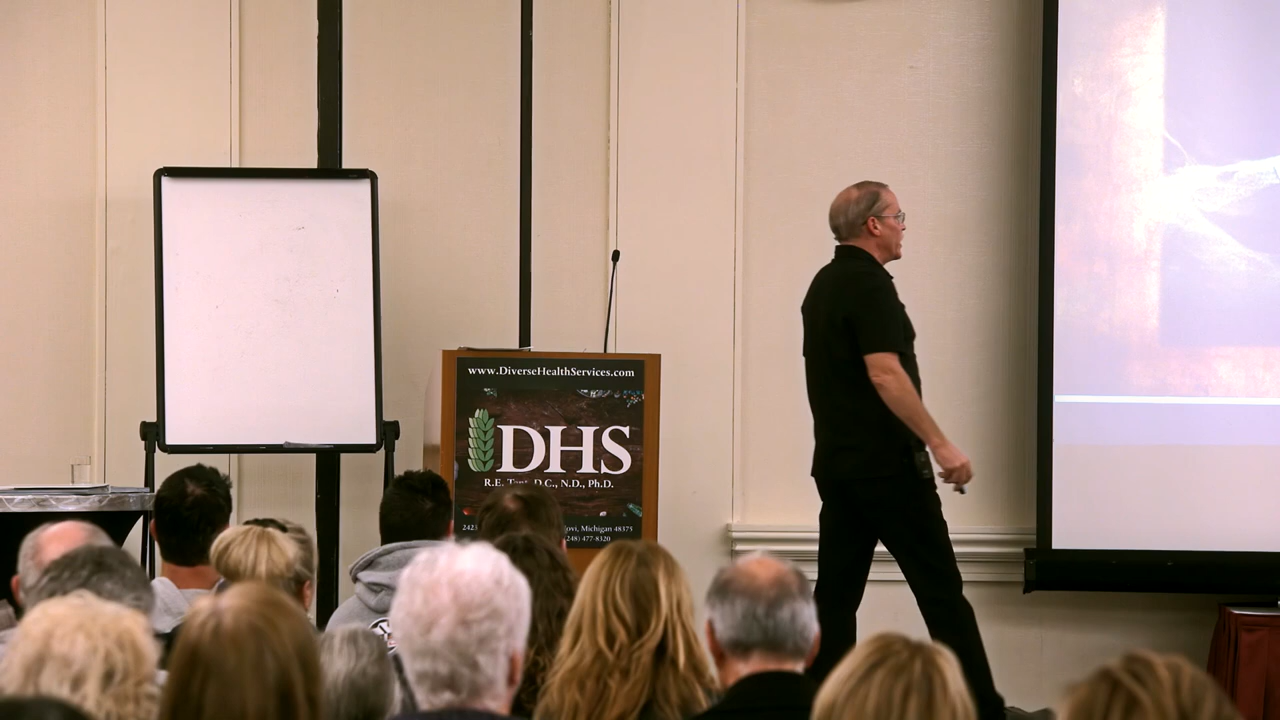 www.DiverseHealthServices.com
DHS
R.E. D.C., N.D., Ph.D.
Michigan 48375
(248) 477-8320